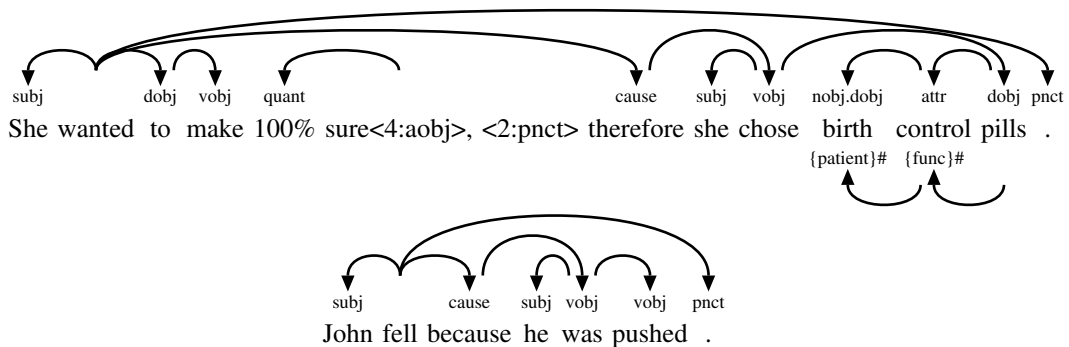 subj dobj vobj quant cause subj vobj nobj.dobj attr dobj pnct
She wanted to make 100% sure<4:aobj>, <2:pnct> therefore she chose birth control pills .
{patient}# {func}#
subj cause subj vobj vobj pnct
John fell because he was pushed .